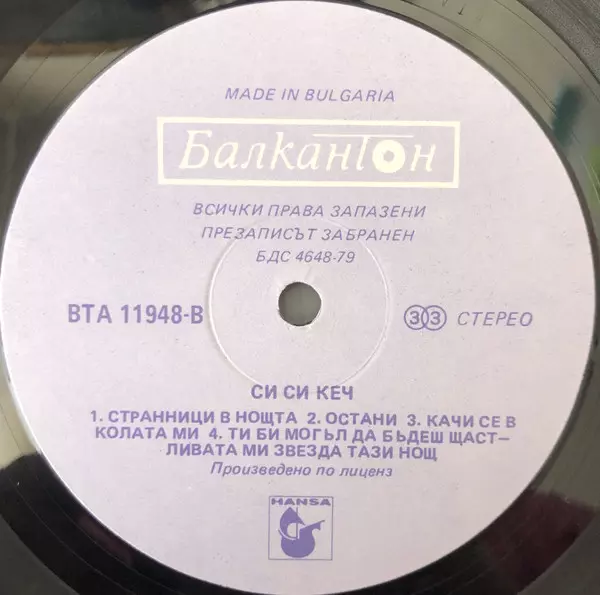 MADE IN BULGARIA
Балкантон
ВСИЧКИ ПРАВА ЗАПАЗЕНИ
ПРЕЗАПИСЪТ ЗАБРАНЕН
БДС 4648-79
ВТА 11948-В
33 СТЕРЕО
СИ СИ КЕЧ
1. СТРАННИЦИ В НОЩТА 2. ОСТАНИ 3. КАЧИ СЕ В
КОЛАТА МИ 4. ТИ БИ МОГЪЛ ДА БЪДЕШ ЩАСТ-
ЛИВАТА МИ ЗВЕЗДА ТАЗИ НОЩ
Произведено по лиценз
HANSA